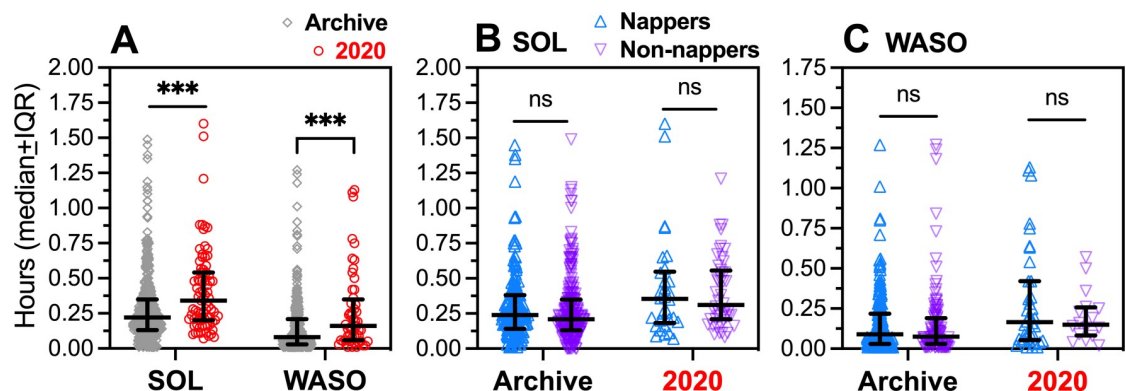 A
Archive
2020
Hours (median±IQR)
2.00
1.75
1.50
1.25
1.00
0.75
0.50
0.25
0.00
***
***
SOL
WASO
B SOL
Nappers
Non-nappers
2.00
1.75
1.50
1.25
1.00
0.75
0.50
0.25
0.00
ns
ns
Archive
2020
C WASO
1.75
1.50
1.25
1.00
0.75
0.50
0.25
0.00
ns
ns
Archive
2020